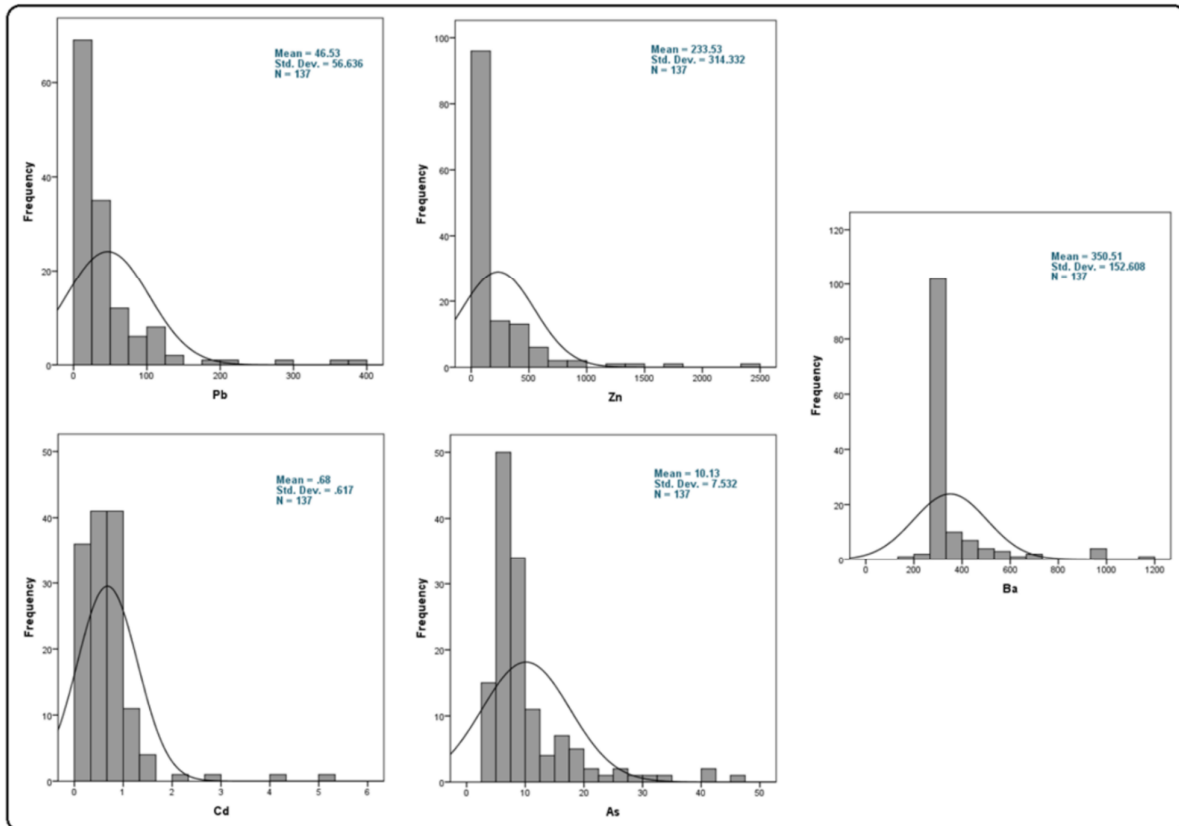 Mean = 46.53
Std. Dev. = 56.636
N = 137
Frequency
60
40
20
0
0 100 200 300 400
Pb
Mean = 233.53
Std. Dev. = 314.332
N = 137
Frequency
100
80
60
40
20
0
0 500 1000 1500 2000 2500
Zn
Mean = 350.51
Std. Dev. = 152.608
N = 137
Frequency
120
100
80
60
40
20
0
0 200 400 600 800 1000 1200
Ba
Mean = .68
Std. Dev. = .617
N = 137
Frequency
50
40
30
20
10
0
0 1 2 3 4 5 6
Cd
Mean = 10.13
Std. Dev. = 7.532
N = 137
Frequency
50
40
30
20
10
0
0 10 20 30 40 50
As